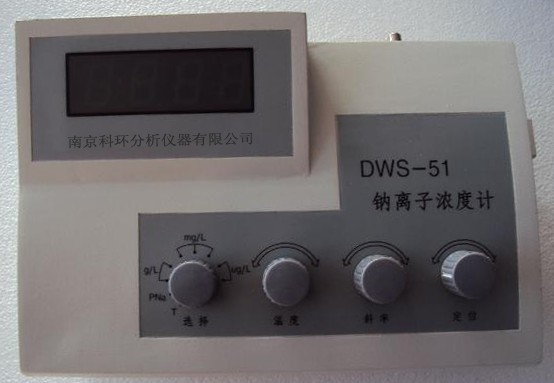 南京科环分析仪器有限公司
DWS-51
钠离子浓度计
mg/L
g/L
μg/L
PNa
T
选择
温度
斜率
定位